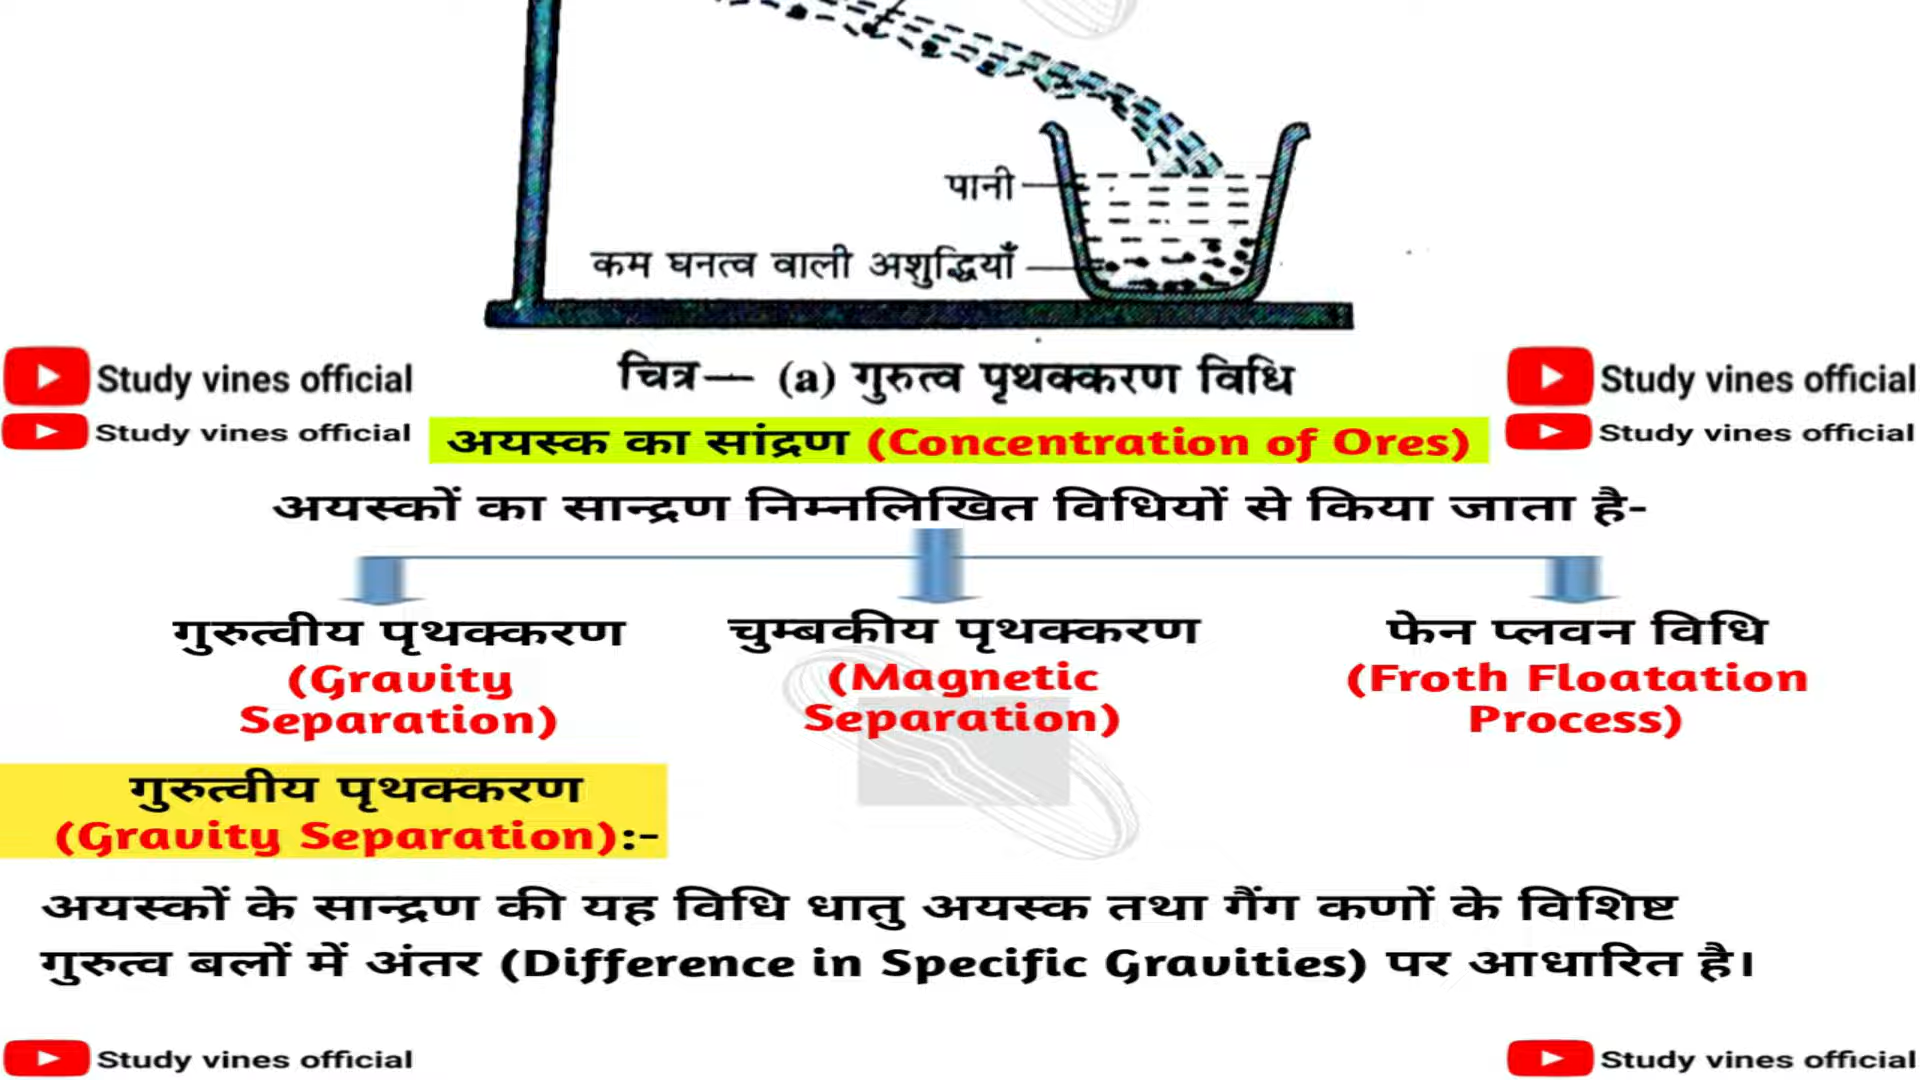 पानी
कम घनत्व वाली अशुद्धियाँ
चित्र— (a) गुरुत्व पृथक्करण विधि
Study vines official
Study vines official
Study vines official
अयस्क का सांद्रण (Concentration of Ores)
Study vines official
अयस्कों का सान्द्रण निम्नलिखित विधियों से किया जाता है-
गुरुत्वीय पृथक्करण
(Gravity
Separation)
चुम्बकीय पृथक्करण
(Magnetic
Separation)
फेन प्लवन विधि
(Froth Floatation
Process)
गुरुत्वीय पृथक्करण
(Gravity Separation):-
अयस्कों के सान्द्रण की यह विधि धातु अयस्क तथा गैंग कणों के विशिष्ट
गुरुत्व बलों में अंतर (Difference in Specific Gravities) पर आधारित है।
Study vines official
Study vines official